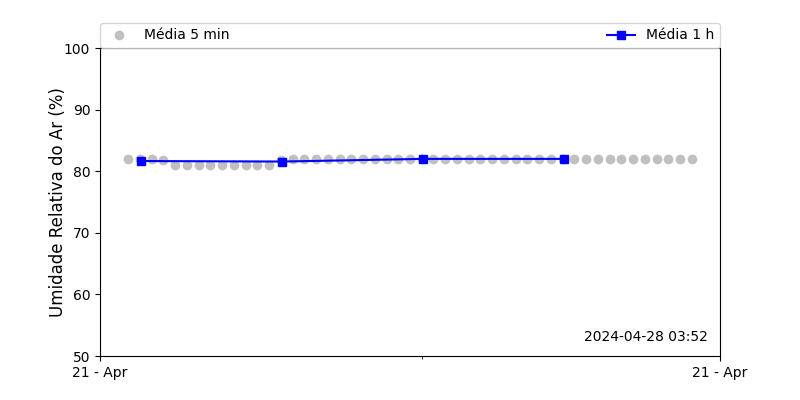 Média 5 min
Média 1 h
Umidade Relativa do Ar (%)
100
90
80
70
60
50
2024-04-28 03:52
21 - Apr
21 - Apr